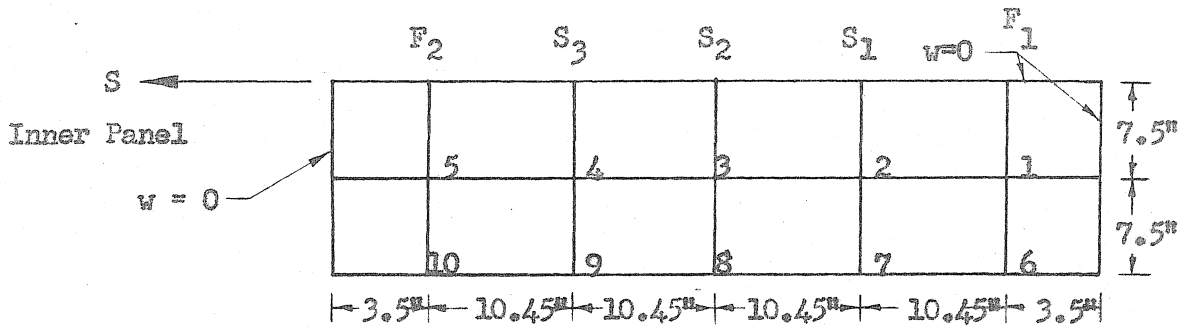 F₂ S₃ S₂ S₁ F₁
w=0
S
Inner Panel
7.5"
5 4 3 2 1
w = 0
7.5"
10 9 8 7 6
3.5" 10.45" 10.45" 10.45" 10.45" 3.5"